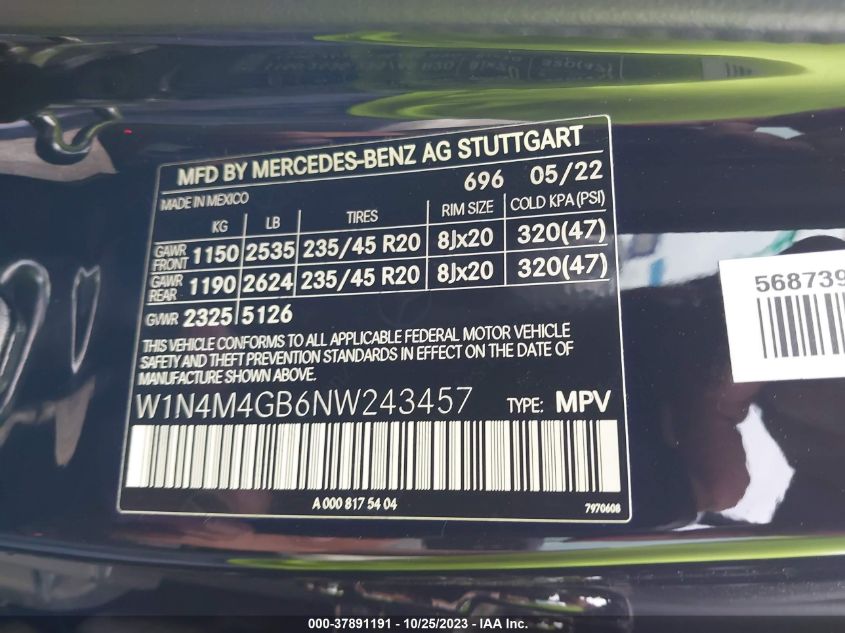 MFD BY MERCEDES-BENZ AG STUTTGART
MADE IN MEXICO 696 05/22
KG LB TIRES RIM SIZE COLD KPA (PSI)
GAWR FRONT 1150 2535 235/45 R20 8Jx20 320(47)
GAWR REAR 1190 2624 235/45 R20 8Jx20 320(47)
GVWR 2325 5126
THIS VEHICLE CONFORMS TO ALL APPLICABLE FEDERAL MOTOR VEHICLE
SAFETY AND THEFT PREVENTION STANDARDS IN EFFECT ON THE DATE OF
MANUFACTURE SHOWN ABOVE.
W1N4M4GB6NW243457 TYPE: MPV
A 000 817 54 04 7970608
568739
000-37891191 - 10/25/2023 - IAA Inc.